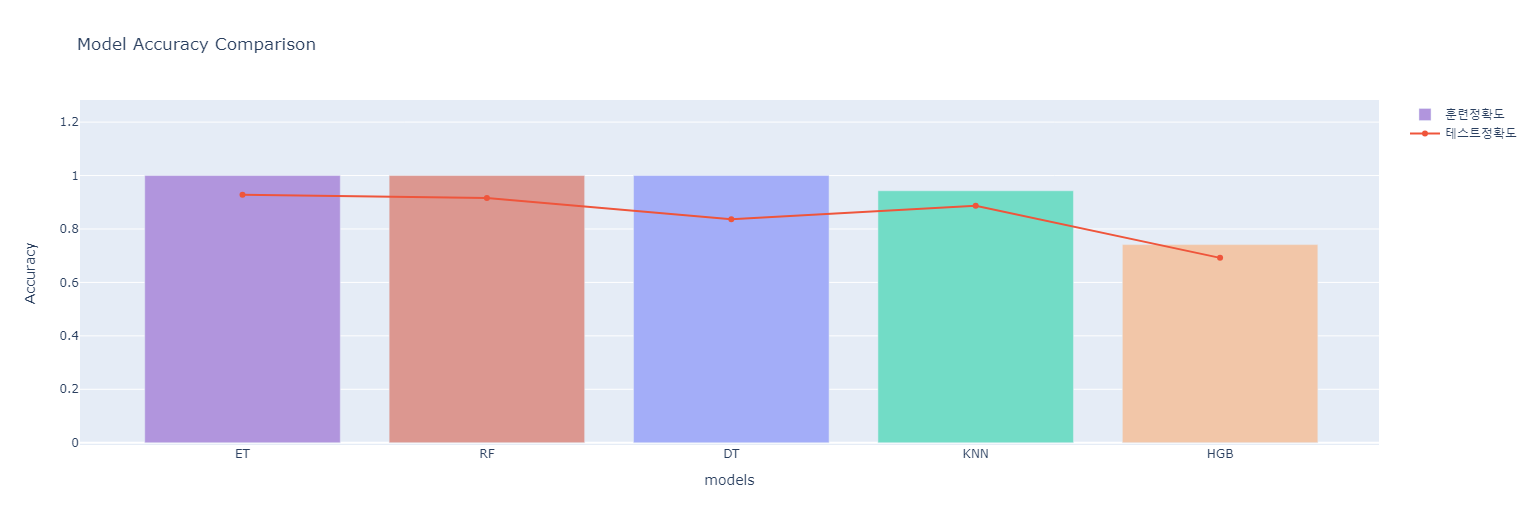 Model Accuracy Comparison
훈련정확도
테스트정확도
1.2
1
0.8
0.6
0.4
0.2
0
Accuracy
ET RF DT KNN HGB
models